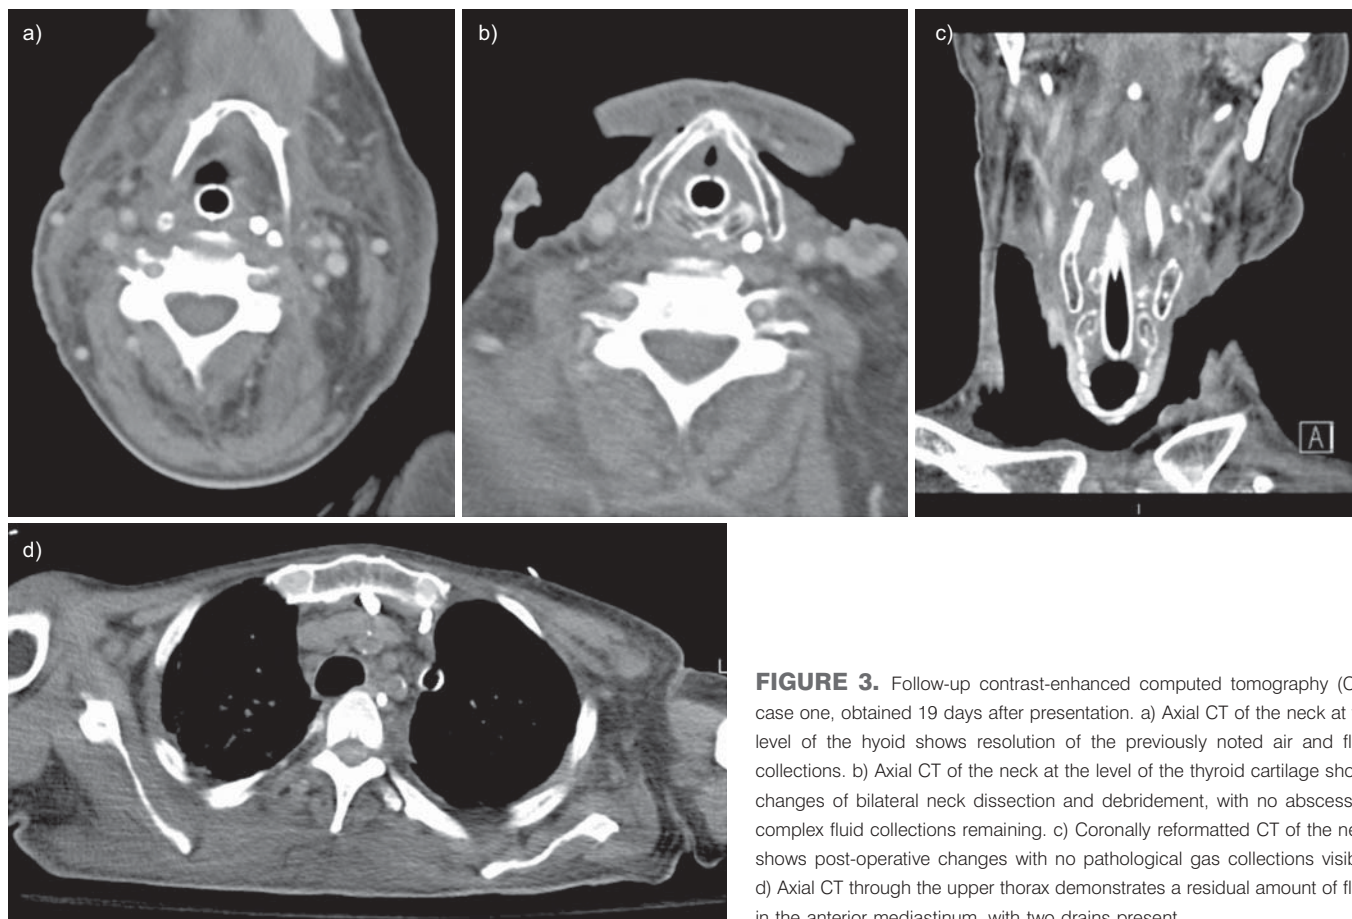 a)
b)
c)
A
d)
L
FIGURE 3. Follow-up contrast-enhanced computed tomography (C
case one, obtained 19 days after presentation. a) Axial CT of the neck at
level of the hyoid shows resolution of the previously noted air and fl
collections. b) Axial CT of the neck at the level of the thyroid cartilage sho
changes of bilateral neck dissection and debridement, with no abscess
complex fluid collections remaining. c) Coronally reformatted CT of the ne
shows post-operative changes with no pathological gas collections visib
d) Axial CT through the upper thorax demonstrates a residual amount of fl
in the anterior mediastinum, with two drains present.